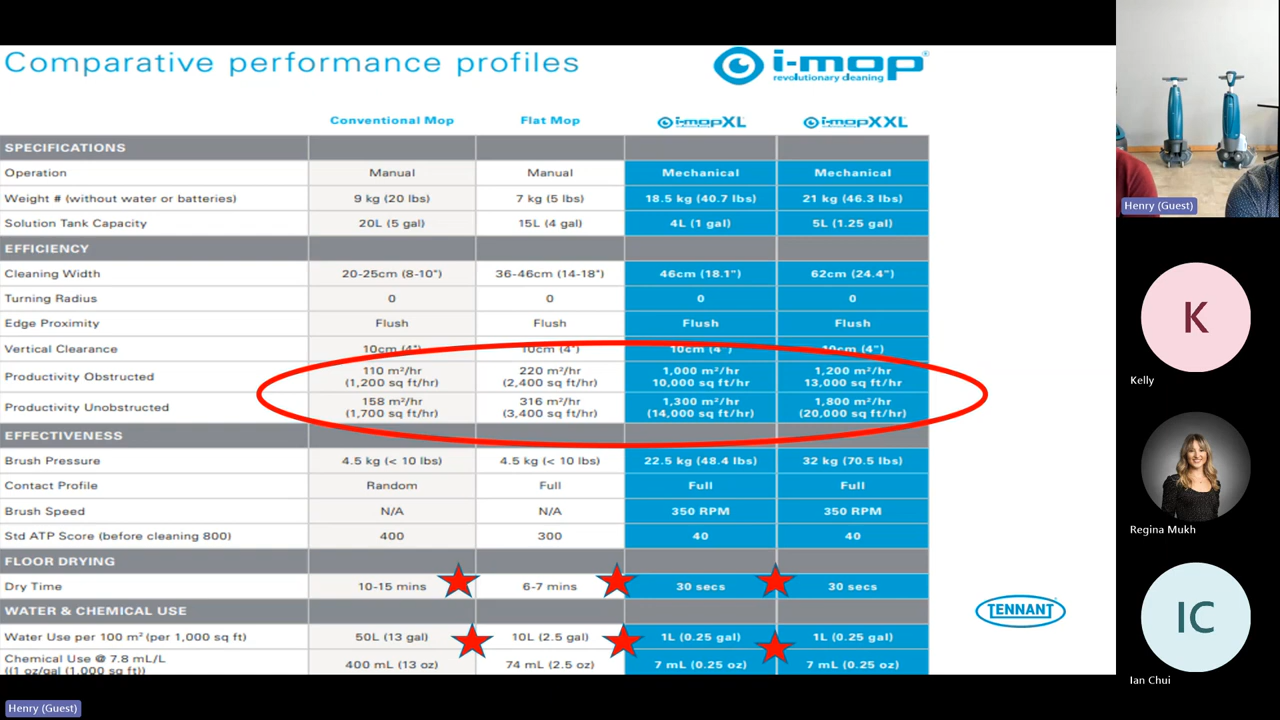 Comparative performance profiles
i-mop
revolutionary cleaning
Conventional Mop Flat Mop i-mopXL i-mopXXL
SPECIFICATIONS
Operation Manual Manual Mechanical Mechanical
Weight # (without water or batteries) 9 kg (20 lbs) 7 kg (5 lbs) 18.5 kg (40.7 lbs) 21 kg (46.3 lbs)
Solution Tank Capacity 20L (5 gal) 15L (4 gal) 4L (1 gal) 5L (1.25 gal)
EFFICIENCY
Cleaning Width 20-25cm (8-10") 36-46cm (14-18") 46cm (18.1") 62cm (24.4")
Turning Radius 0 0 0 0
Edge Proximity Flush Flush Flush Flush
Vertical Clearance 10cm (4") 10cm (4") 10cm (4") 10cm (4")
Productivity Obstructed 110 m²/hr (1,200 sq ft/hr) 220 m²/hr (2,400 sq ft/hr) 1,000 m²/hr 10,000 sq ft/hr 1,200 m²/hr 13,000 sq ft/hr
Productivity Unobstructed 158 m²/hr (1,700 sq ft/hr) 316 m²/hr (3,400 sq ft/hr) 1,300 m²/hr (14,000 sq ft/hr) 1,800 m²/hr (20,000 sq ft/hr)
EFFECTIVENESS
Brush Pressure 4.5 kg (< 10 lbs) 4.5 kg (< 10 lbs) 22.5 kg (48.4 lbs) 32 kg (70.5 lbs)
Contact Profile Random Full Full Full
Brush Speed N/A N/A 350 RPM 350 RPM
Std ATP Score (before cleaning 800) 400 300 40 40
FLOOR DRYING
Dry Time 10-15 mins 6-7 mins 30 secs 30 secs
WATER & CHEMICAL USE
Water Use per 100 m² (per 1,000 sq ft) 50L (13 gal) 10L (2.5 gal) 1L (0.25 gal) 1L (0.25 gal)
Chemical Use @ 7.8 mL/L ((1 oz/gal (1,000 sq ft)) 400 mL (13 oz) 74 mL (2.5 oz) 7 mL (0.25 oz) 7 mL (0.25 oz)
TENNANT
Henry (Guest)
K
Kelly
Regina Mukh
IC
Ian Chui
Henry (Guest)